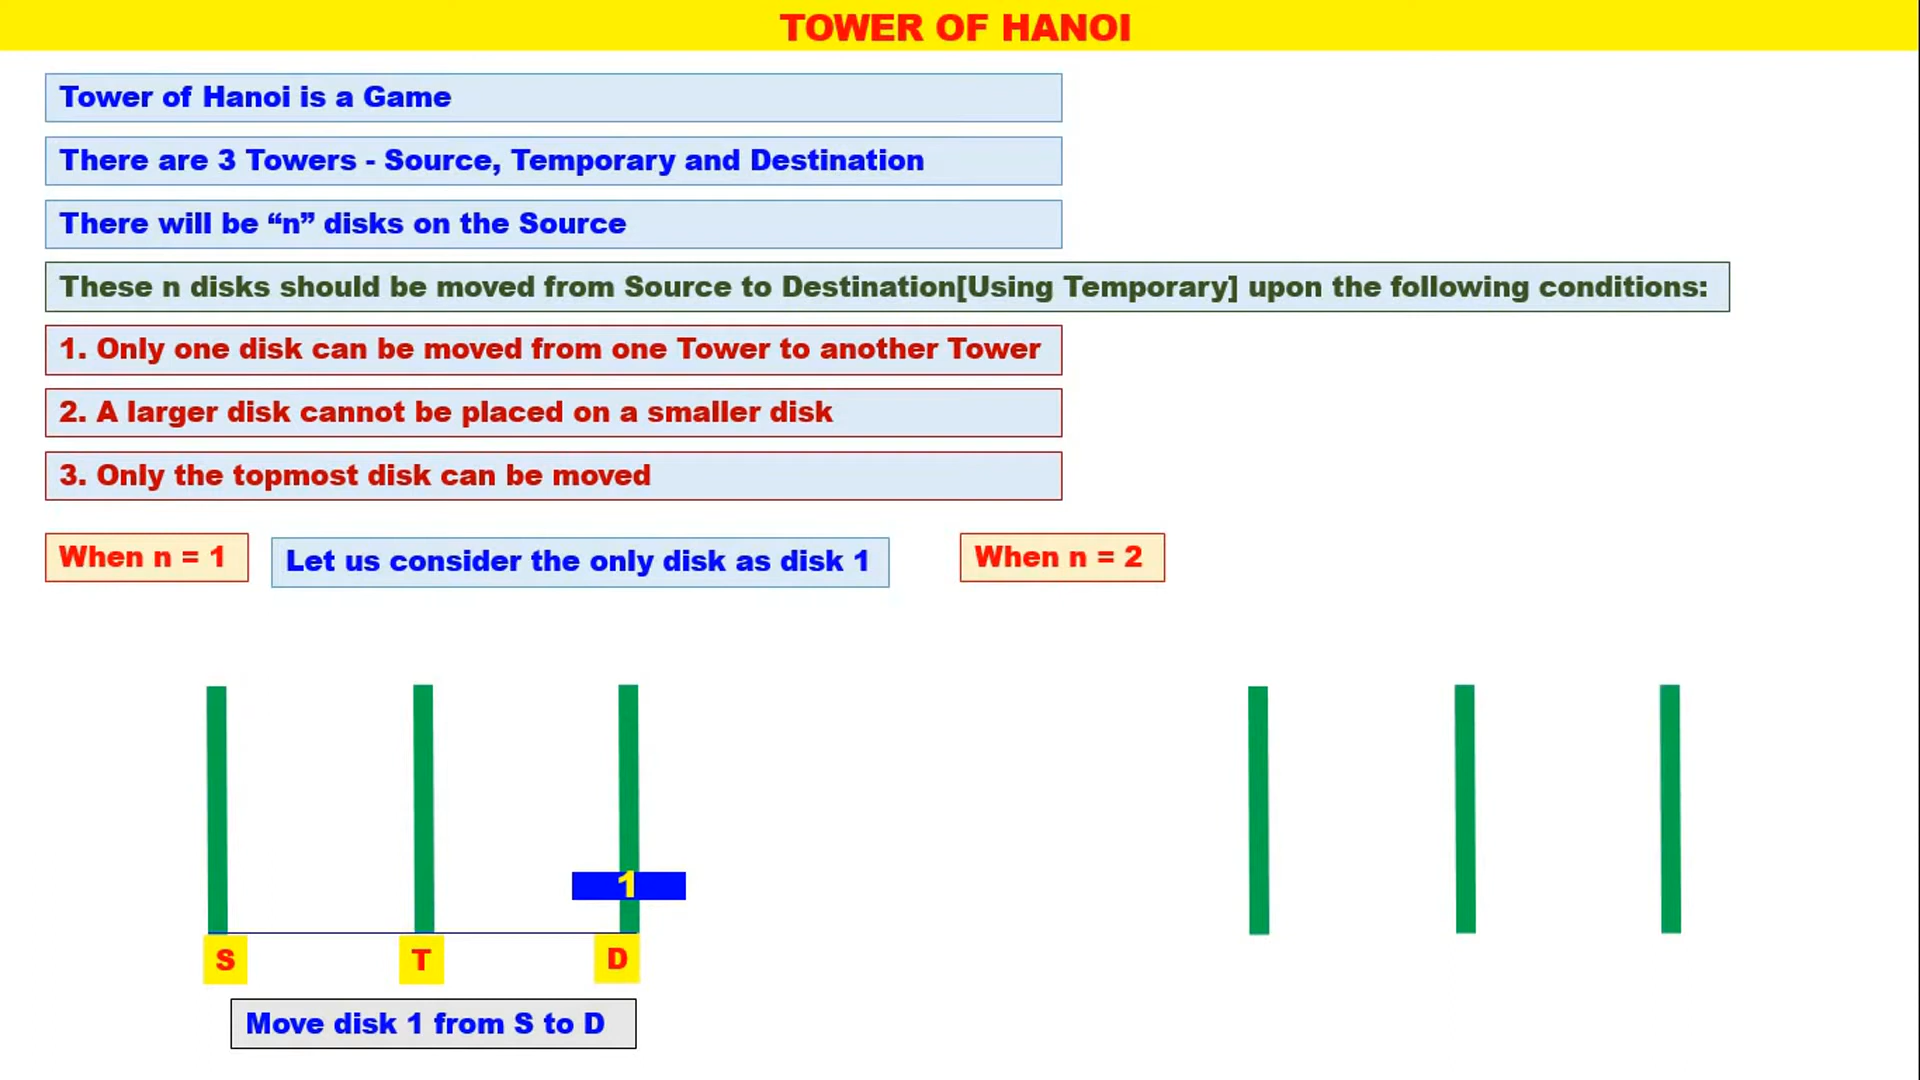 TOWER OF HANOI
Tower of Hanoi is a Game
There are 3 Towers - Source, Temporary and Destination
There will be “n” disks on the Source
These n disks should be moved from Source to Destination[Using Temporary] upon the following conditions:
1. Only one disk can be moved from one Tower to another Tower
2. A larger disk cannot be placed on a smaller disk
3. Only the topmost disk can be moved
When n = 1
Let us consider the only disk as disk 1
When n = 2
1
S
T
D
Move disk 1 from S to D